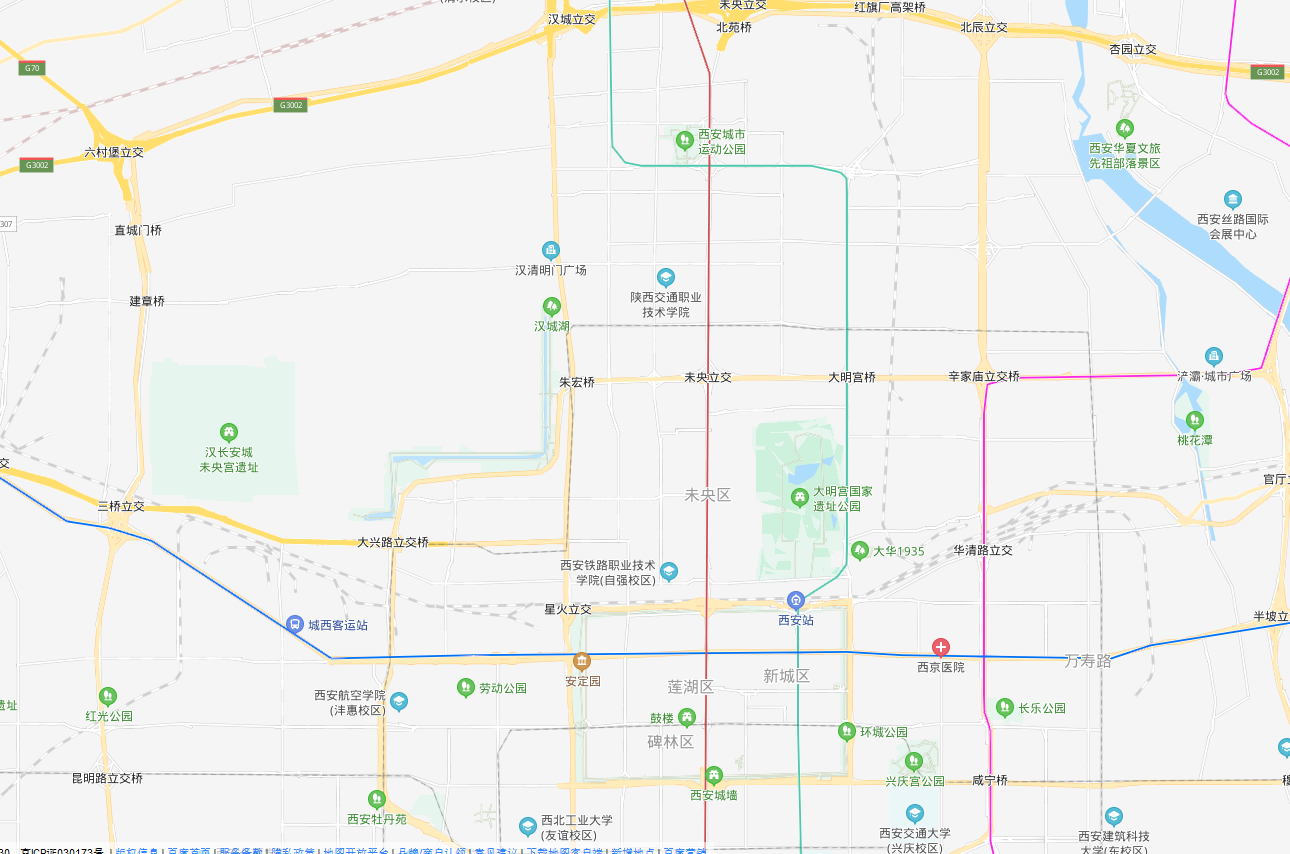 汉城立交
未央立交
红旗厂高架桥
北苑桥
北辰立交
杏园立交
G70
G3002
G3002
G3002
六村堡立交
西安城市
运动公园
西安华夏文旅
先祖部落景区
307
直城门桥
西安丝路国际
会展中心
汉清明门广场
建章桥
陕西交通职业
技术学院
汉城湖
朱宏桥
未央立交
大明宫桥
辛家庙立交桥
浐灞·城市广场
汉长安城
未央宫遗址
桃花潭
交
未央区
大明宫国家
遗址公园
官厅立
三桥立交
大兴路立交桥
大华1935
华清路立交
西安铁路职业技术
学院(自强校区)
星火立交
西安站
城西客运站
半坡立
西京医院
万寿路
安定园
新城区
莲湖区
劳动公园
西安航空学院
(沣惠校区)
遗址
红光公园
鼓楼
长乐公园
环城公园
碑林区
昆明路立交桥
兴庆宫公园
咸宁桥
西安城墙
西安牡丹苑
西北工业大学
(友谊校区)
西安交通大学
(兴庆校区)
西安建筑科技
大学(东校区)